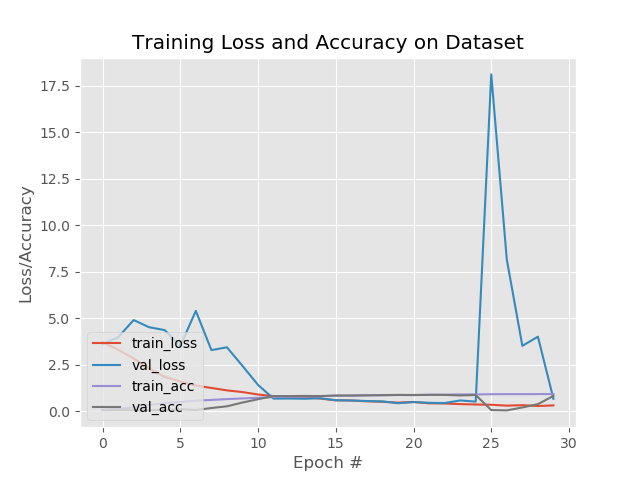 Training Loss and Accuracy on Dataset
Loss/Accuracy
17.5
15.0
12.5
10.0
7.5
5.0
2.5
0.0
train_loss
val_loss
train_acc
val_acc
0 5 10 15 20 25 30
Epoch #